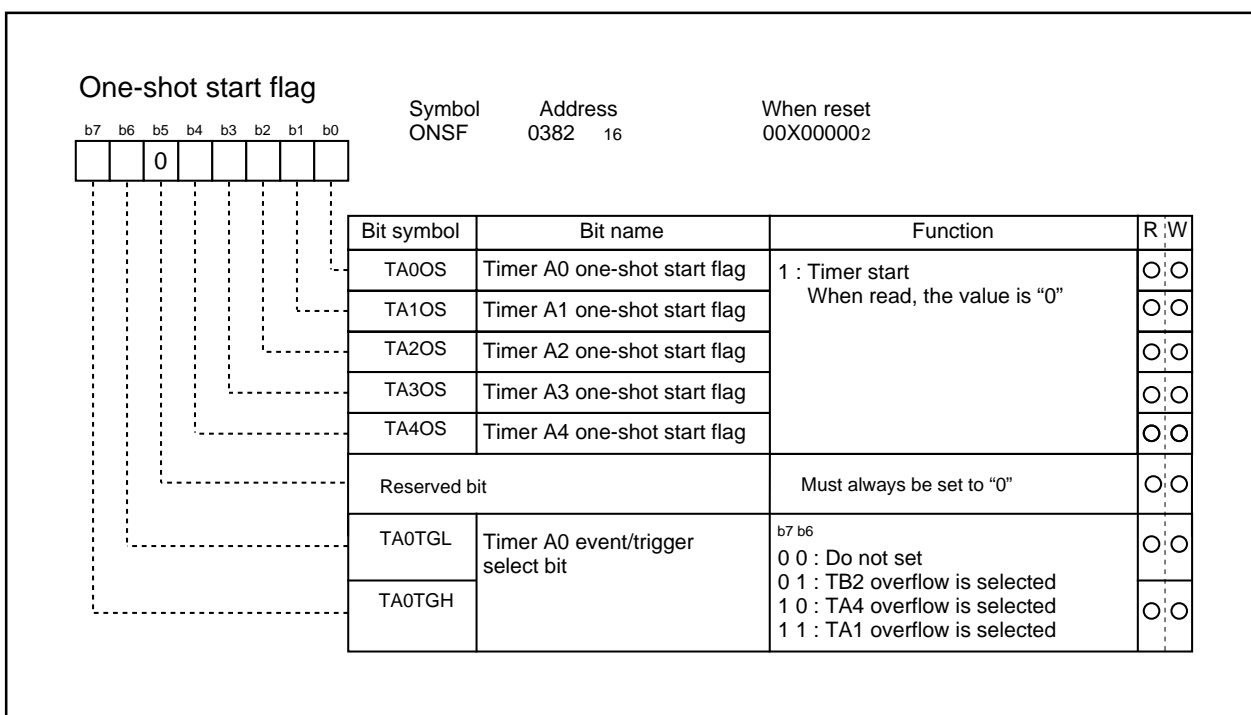 One-shot start flag
Symbol Address When reset
ONSF 0382 16 00X000002
b7 b6 b5 b4 b3 b2 b1 b0
0
Bit symbol Bit name Function R W
TA0OS Timer A0 one-shot start flag 1 : Timer start
When read, the value is “0”
TA1OS Timer A1 one-shot start flag
TA2OS Timer A2 one-shot start flag
TA3OS Timer A3 one-shot start flag
TA4OS Timer A4 one-shot start flag
Reserved bit Must always be set to “0”
TA0TGL Timer A0 event/trigger
select bit
b7 b6
0 0 : Do not set
0 1 : TB2 overflow is selected
TA0TGH 1 0 : TA4 overflow is selected
1 1 : TA1 overflow is selected